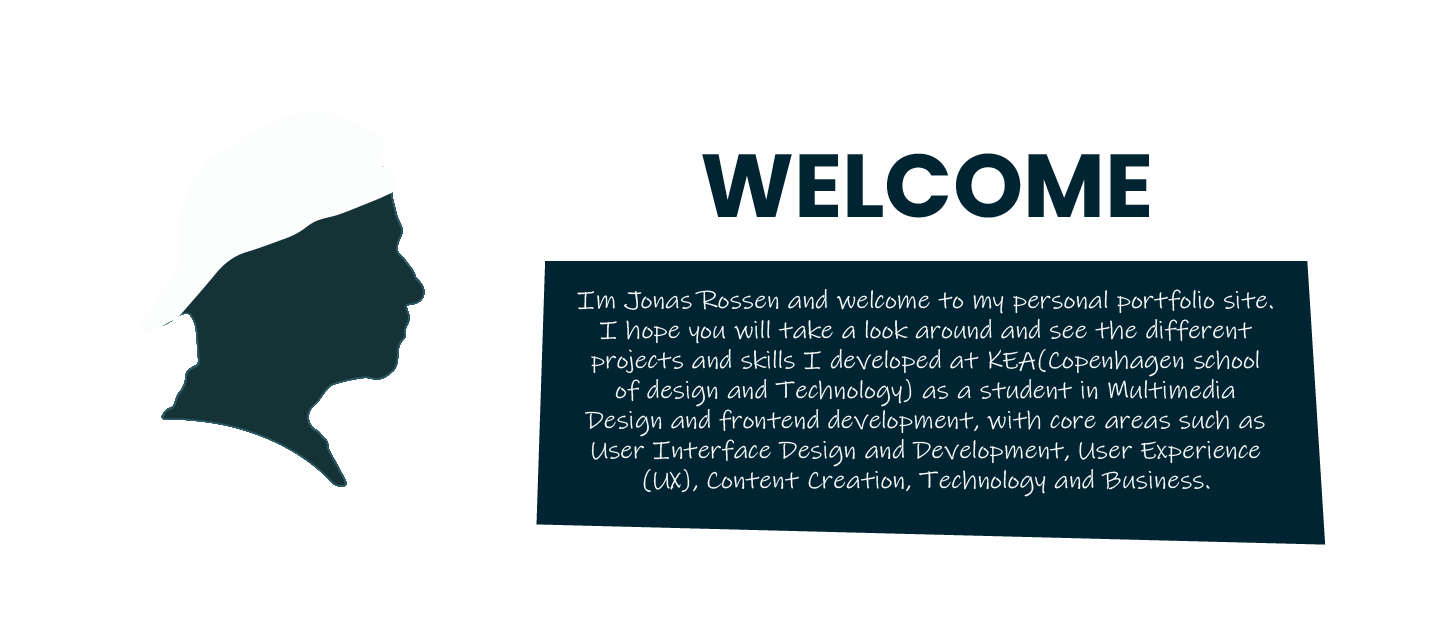 WELCOME
Im Jonas Rossen and welcome to my personal portfolio site.
I hope you will take a look around and see the different
projects and skills I developed at KEA(Copenhagen school
of design and Technology) as a student in Multimedia
Design and frontend development, with core areas such as
User Interface Design and Development, User Experience
(UX), Content Creation, Technology and Business.